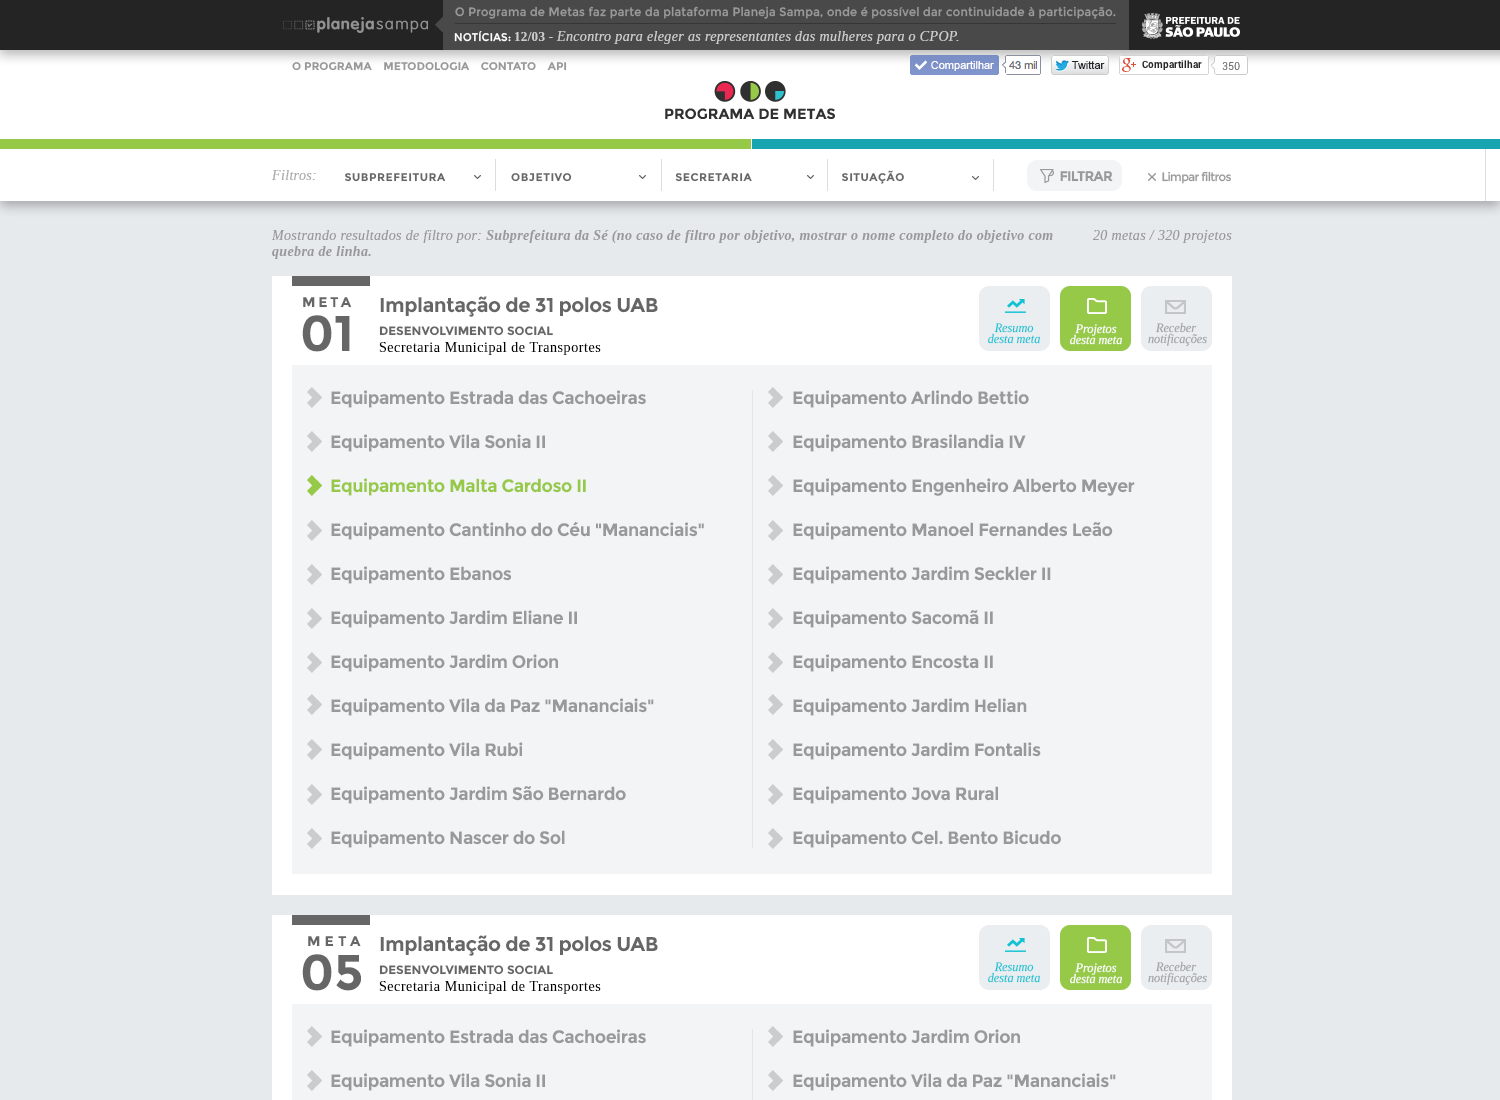 planejasampa
O Programa de Metas faz parte da plataforma Planeja Sampa, onde é possível dar continuidade à participação.
NOTÍCIAS: 12/03 - Encontro para eleger as representantes das mulheres para o CPOP.
PREFEITURA DE
SÃO PAULO
O PROGRAMA METODOLOGIA CONTATO API
Compartilhar 43 mil Twittar Compartilhar 350
PROGRAMA DE METAS
Filtros: SUBPREFEITURA OBJETIVO SECRETARIA SITUAÇÃO FILTRAR Limpar filtros
Mostrando resultados de filtro por: Subprefeitura da Sé (no caso de filtro por objetivo, mostrar o nome completo do objetivo com
quebra de linha.
20 metas / 320 projetos
META
01
Implantação de 31 polos UAB
DESENVOLVIMENTO SOCIAL
Secretaria Municipal de Transportes
Resumo
desta meta
Projetos
desta meta
Receber
notificações
Equipamento Estrada das Cachoeiras
Equipamento Vila Sonia II
Equipamento Malta Cardoso II
Equipamento Cantinho do Céu "Mananciais"
Equipamento Ebanos
Equipamento Jardim Eliane II
Equipamento Jardim Orion
Equipamento Vila da Paz "Mananciais"
Equipamento Vila Rubi
Equipamento Jardim São Bernardo
Equipamento Nascer do Sol
Equipamento Arlindo Bettio
Equipamento Brasilandia IV
Equipamento Engenheiro Alberto Meyer
Equipamento Manoel Fernandes Leão
Equipamento Jardim Seckler II
Equipamento Sacomã II
Equipamento Encosta II
Equipamento Jardim Helian
Equipamento Jardim Fontalis
Equipamento Jova Rural
Equipamento Cel. Bento Bicudo
META
05
Implantação de 31 polos UAB
DESENVOLVIMENTO SOCIAL
Secretaria Municipal de Transportes
Resumo
desta meta
Projetos
desta meta
Receber
notificações
Equipamento Estrada das Cachoeiras
Equipamento Vila Sonia II
Equipamento Jardim Orion
Equipamento Vila da Paz "Mananciais"